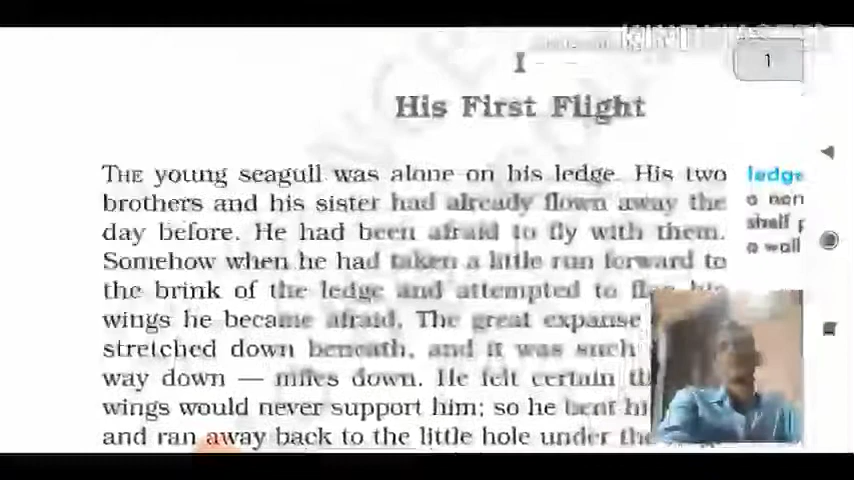 I
1
His First Flight
THE young seagull was alone on his ledge. His two
brothers and his sister had already flown away the
day before. He had been afraid to fly with them.
Somehow when he had taken a little run forward to
the brink of the ledge and attempted to flap his
wings he became afraid. The great expanse
stretched down beneath, and it was such
way down — miles down. He felt certain
wings would never support him; so he bent
and ran away back to the little hole under the
ledge
a
shelf
a wall